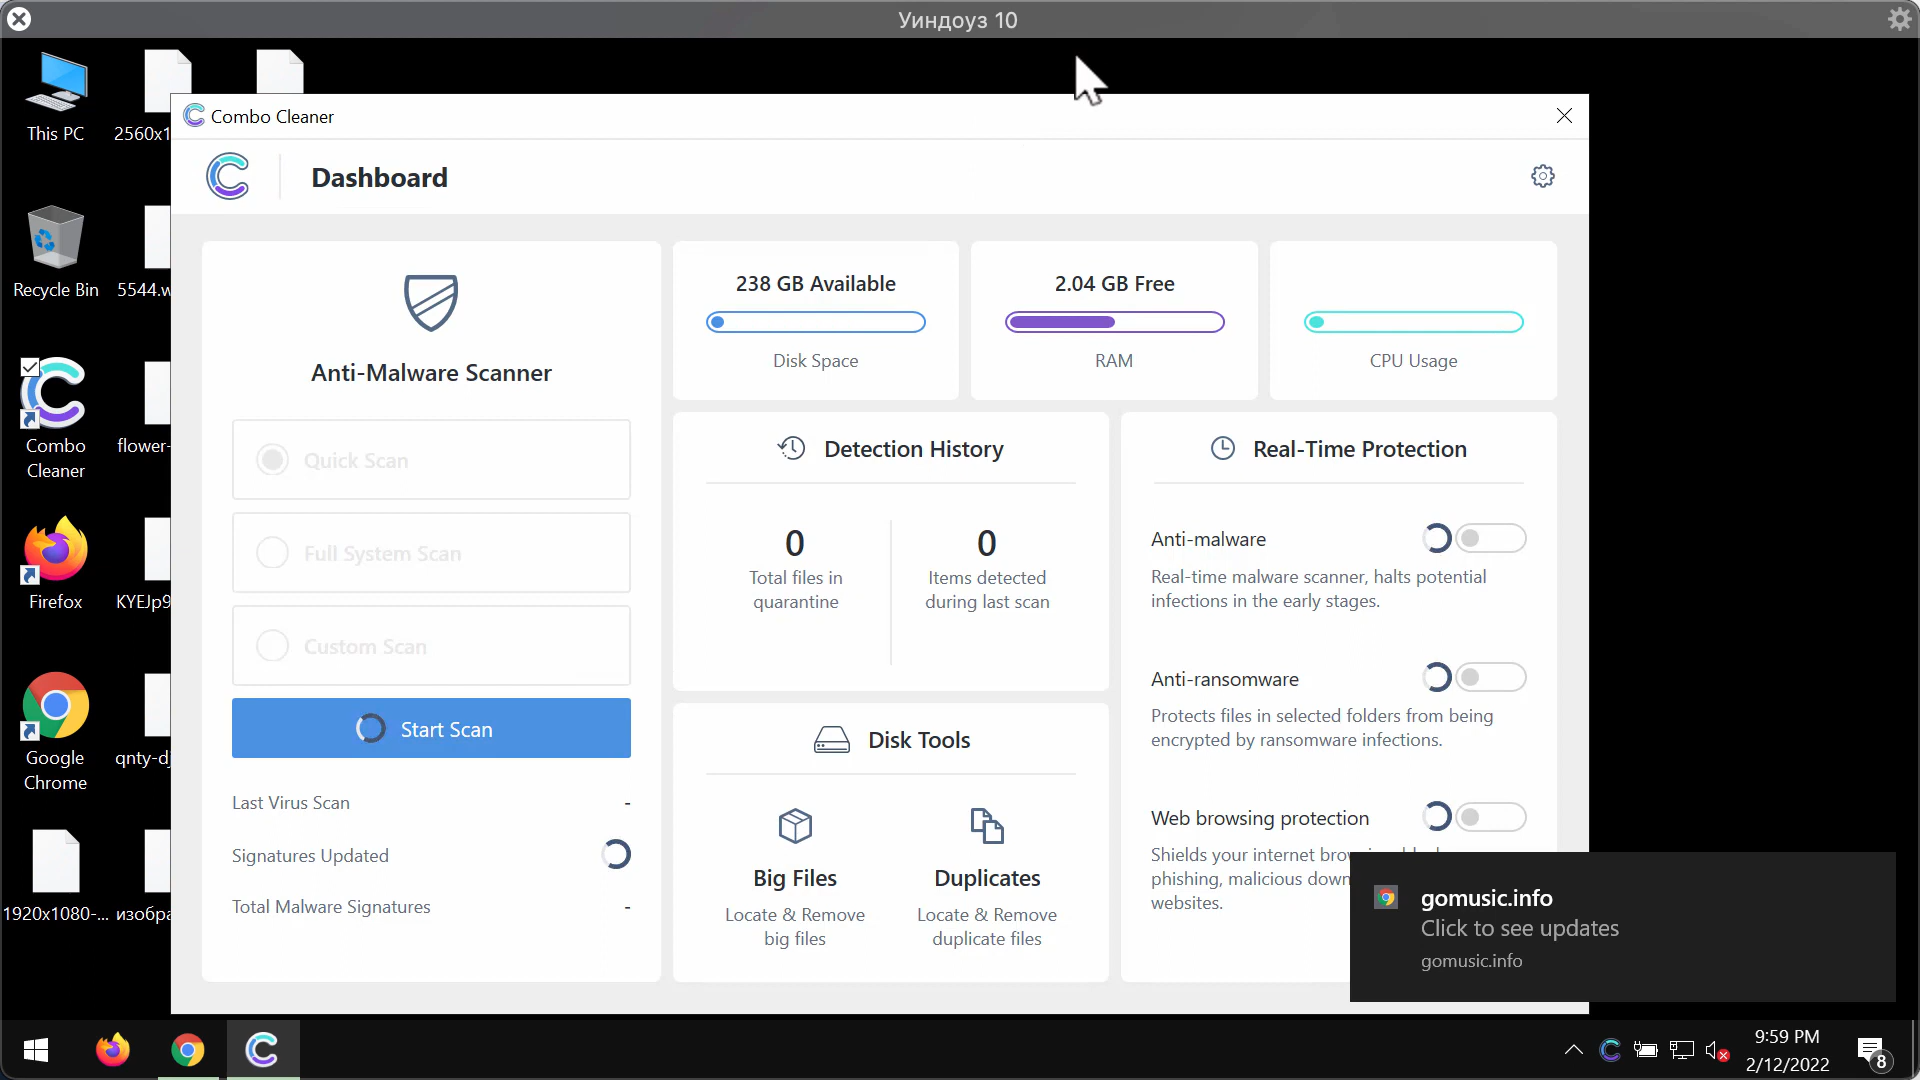 Уиндоуз 10
This PC
2560x1
Recycle Bin
5544.w
Combo
Cleaner
flower-
Firefox
KYEJp9
Google
Chrome
qnty-dj
1920x1080-...
изобра
Combo Cleaner
Dashboard
Anti-Malware Scanner
Quick Scan
Full System Scan
Custom Scan
Start Scan
Last Virus Scan -
Signatures Updated
Total Malware Signatures -
238 GB Available
Disk Space
2.04 GB Free
RAM
CPU Usage
Detection History
0
Total files in
quarantine
0
Items detected
during last scan
Disk Tools
Big Files
Locate & Remove
big files
Duplicates
Locate & Remove
duplicate files
Real-Time Protection
Anti-malware
Real-time malware scanner, halts potential
infections in the early stages.
Anti-ransomware
Protects files in selected folders from being
encrypted by ransomware infections.
Web browsing protection
Shields your internet
phishing, malicious
websites.
gomusic.info
Click to see updates
gomusic.info
9:59 PM
2/12/2022
8